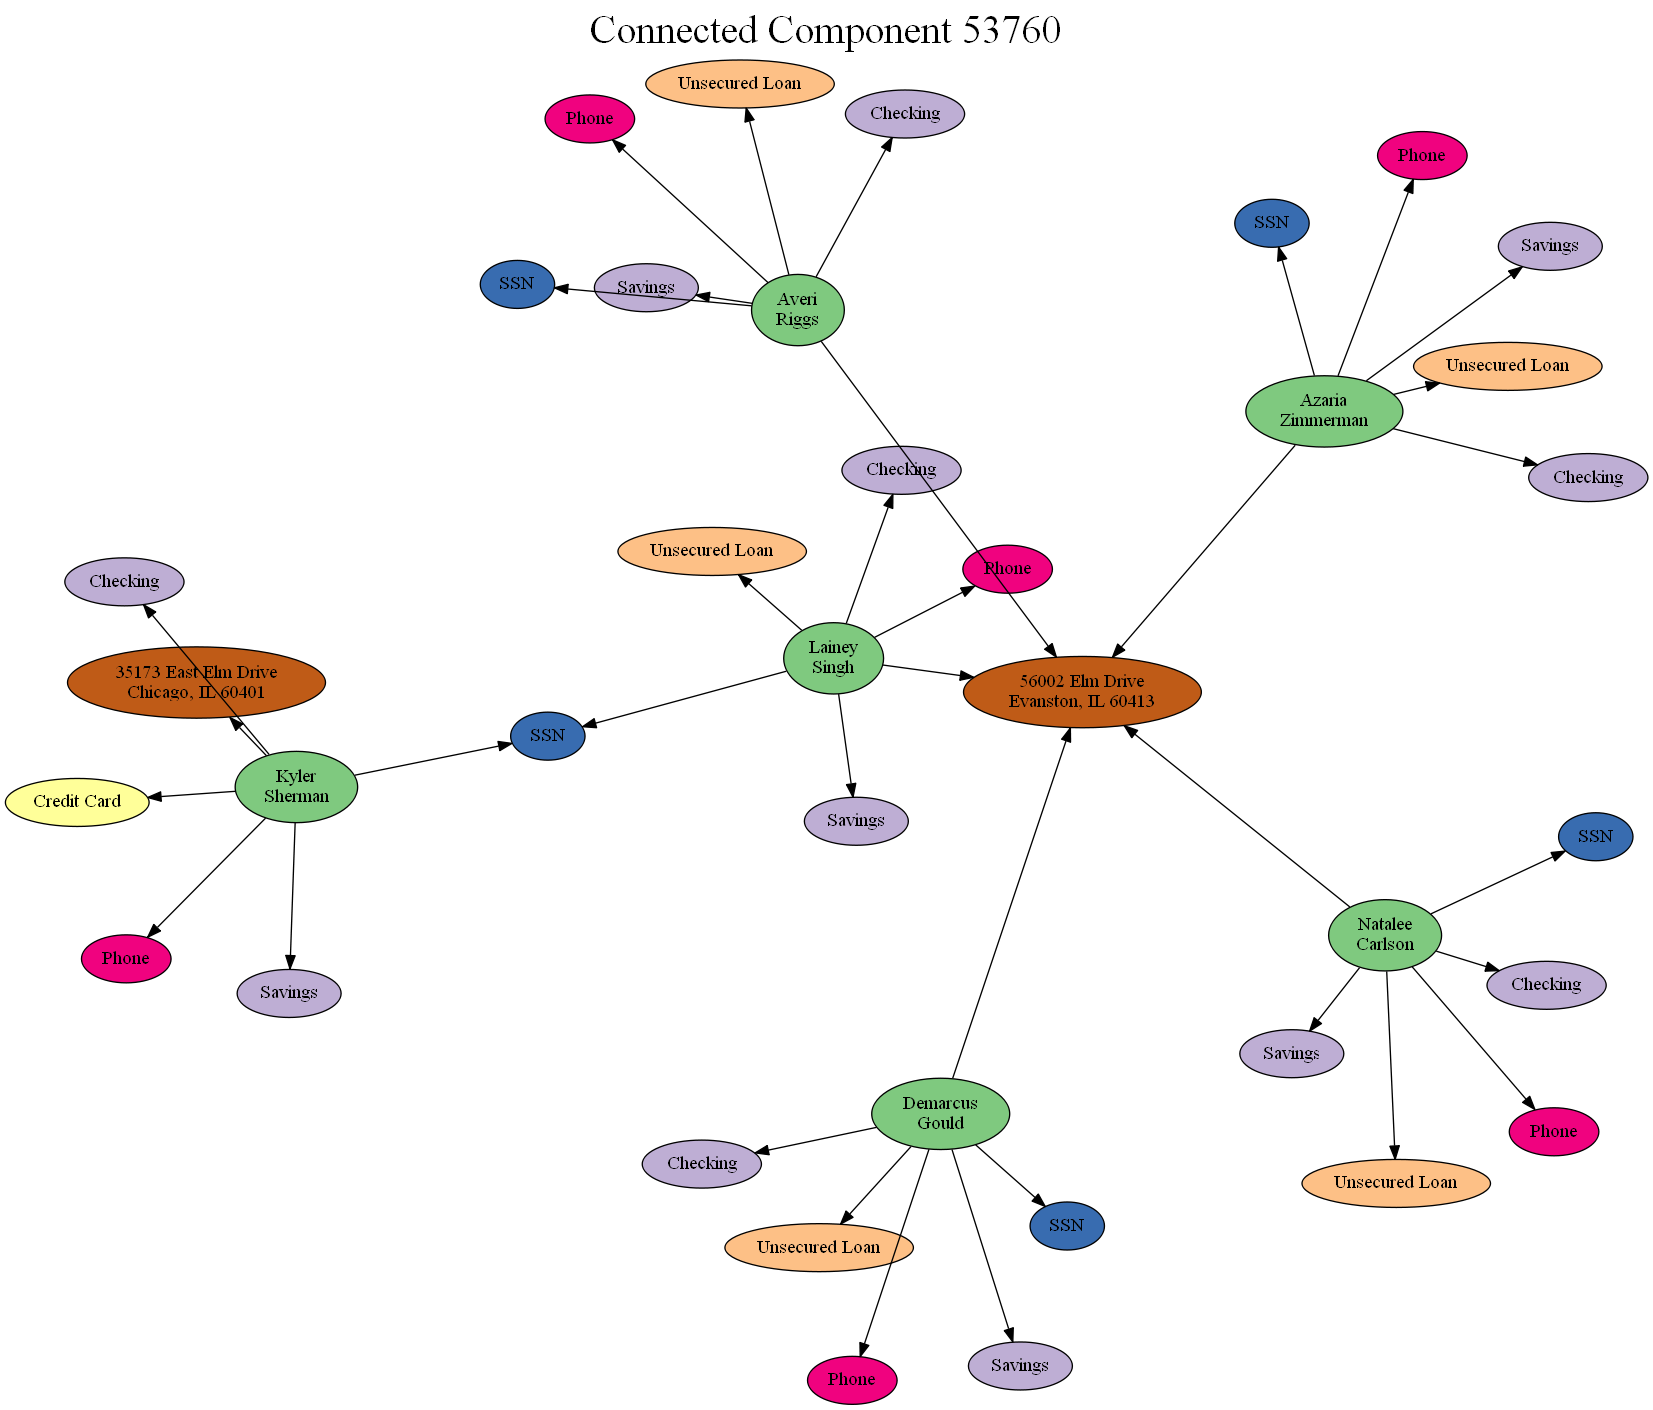 Connected Component 53760
Unsecured Loan
Phone
Checking
Phone
SSN
Savings
SSN
Savings
Averi
Riggs
Unsecured Loan
Azaria
Zimmerman
Checking
Checking
Unsecured Loan
Phone
Checking
Lainey
Singh
35173 East Elm Drive
Chicago, IL 60401
56002 Elm Drive
Evanston, IL 60413
SSN
Kyler
Sherman
Credit Card
Savings
SSN
Natalee
Carlson
Phone
Savings
Checking
Savings
Demarcus
Gould
Phone
Checking
Unsecured Loan
SSN
Unsecured Loan
Savings
Phone